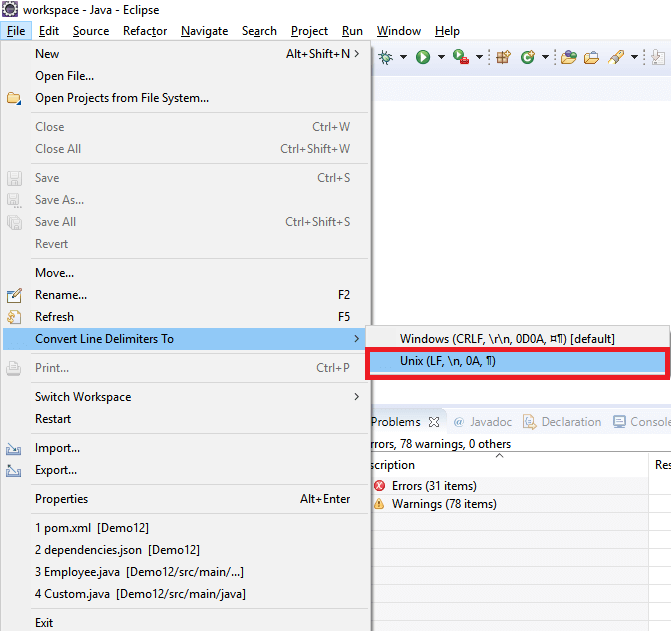 workspace - Java - Eclipse
File Edit Source Refactor Navigate Search Project Run Window Help
New Alt+Shift+N >
Open File...
Open Projects from File System...
Close Ctrl+W
Close All Ctrl+Shift+W
Save Ctrl+S
Save As...
Save All Ctrl+Shift+S
Revert
Move...
Rename... F2
Refresh F5
Convert Line Delimiters To >
Windows (CRLF, \r\n, 0D0A, ¤¶) [default]
Unix (LF, \n, 0A, ¶)
Print... Ctrl+P
Switch Workspace >
Restart
Import...
Export...
Properties Alt+Enter
1 pom.xml [Demo12]
2 dependencies.json [Demo12]
3 Employee.java [Demo12/src/main/...]
4 Custom.java [Demo12/src/main/java]
Exit
Problems @ Javadoc Declaration Console
rrors, 78 warnings, 0 others
scription Res
Errors (31 items)
Warnings (78 items)